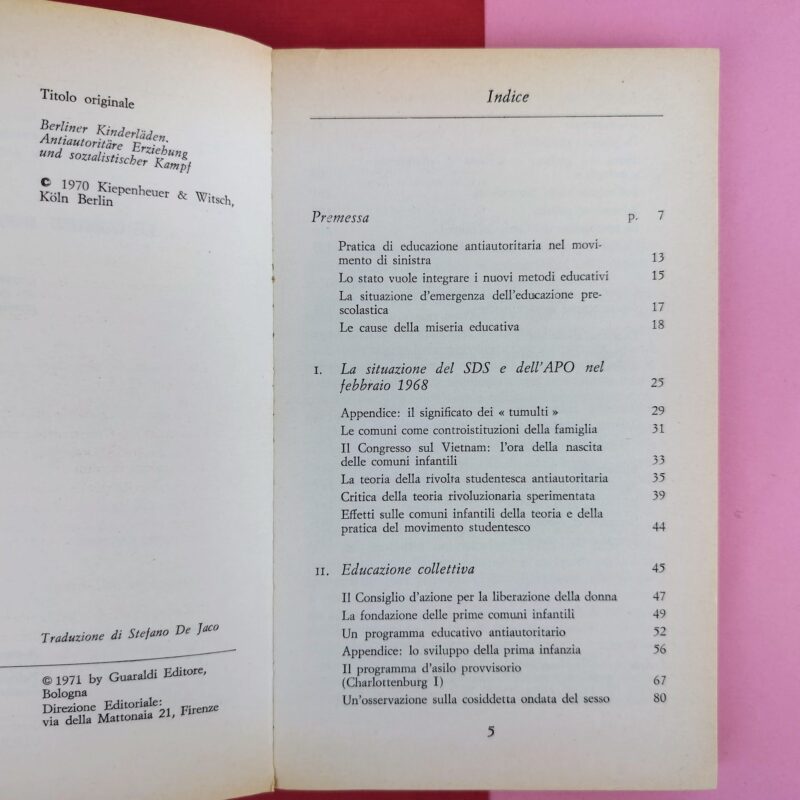 Titolo originale
Berliner Kinderläden.
Antiautoritäre Erziehung
und sozialistischer Kampf
© 1970 Kiepenheuer & Witsch,
Köln Berlin
Traduzione di Stefano De Jaco
© 1971 by Guaraldi Editore,
Bologna
Direzione Editoriale:
via della Mattonaia 21, Firenze
Indice
Premessa p. 7
Pratica di educazione antiautoritaria nel movi-
mento di sinistra 13
Lo stato vuole integrare i nuovi metodi educativi 15
La situazione d'emergenza dell'educazione pre-
scolastica 17
Le cause della miseria educativa 18
I. La situazione del SDS e dell'APO nel
febbraio 1968 25
Appendice: il significato dei « tumulti » 29
Le comuni come controistituzioni della famiglia 31
Il Congresso sul Vietnam: l'ora della nascita
delle comuni infantili 33
La teoria della rivolta studentesca antiautoritaria 35
Critica della teoria rivoluzionaria sperimentata 39
Effetti sulle comuni infantili della teoria e della
pratica del movimento studentesco 44
II. Educazione collettiva 45
Il Consiglio d'azione per la liberazione della donna 47
La fondazione delle prime comuni infantili 49
Un programma educativo antiautoritario 52
Appendice: lo sviluppo della prima infanzia 56
Il programma d'asilo provvisorio
(Charlottenburg I) 67
Un'osservazione sulla cosiddetta ondata del sesso 80
5